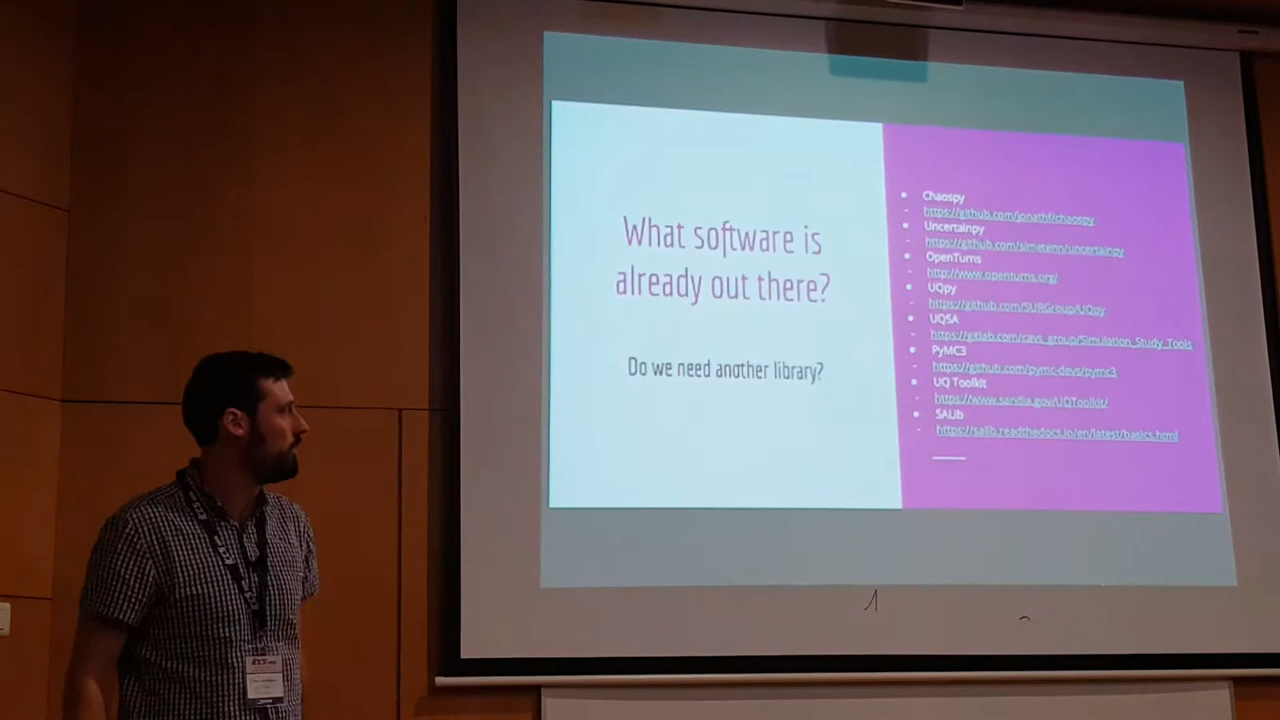 What software is
already out there?
Do we need another library?
• Chaospy
- https://github.com/jonathf/chaospy
• Uncertainpy
- https://github.com/simetenn/uncertainpy
• OpenTurns
- http://www.openturns.org/
• UQpy
- https://github.com/SURGroup/UQpy
• UQSA
- https://gitlab.com/cavs_group/Simulation_Study_Tools
• PyMC3
- https://github.com/pymc-devs/pymc3
• UQ Toolkit
- https://www.sandia.gov/UQToolkit/
• SALib
- https://salib.readthedocs.io/en/latest/basics.html